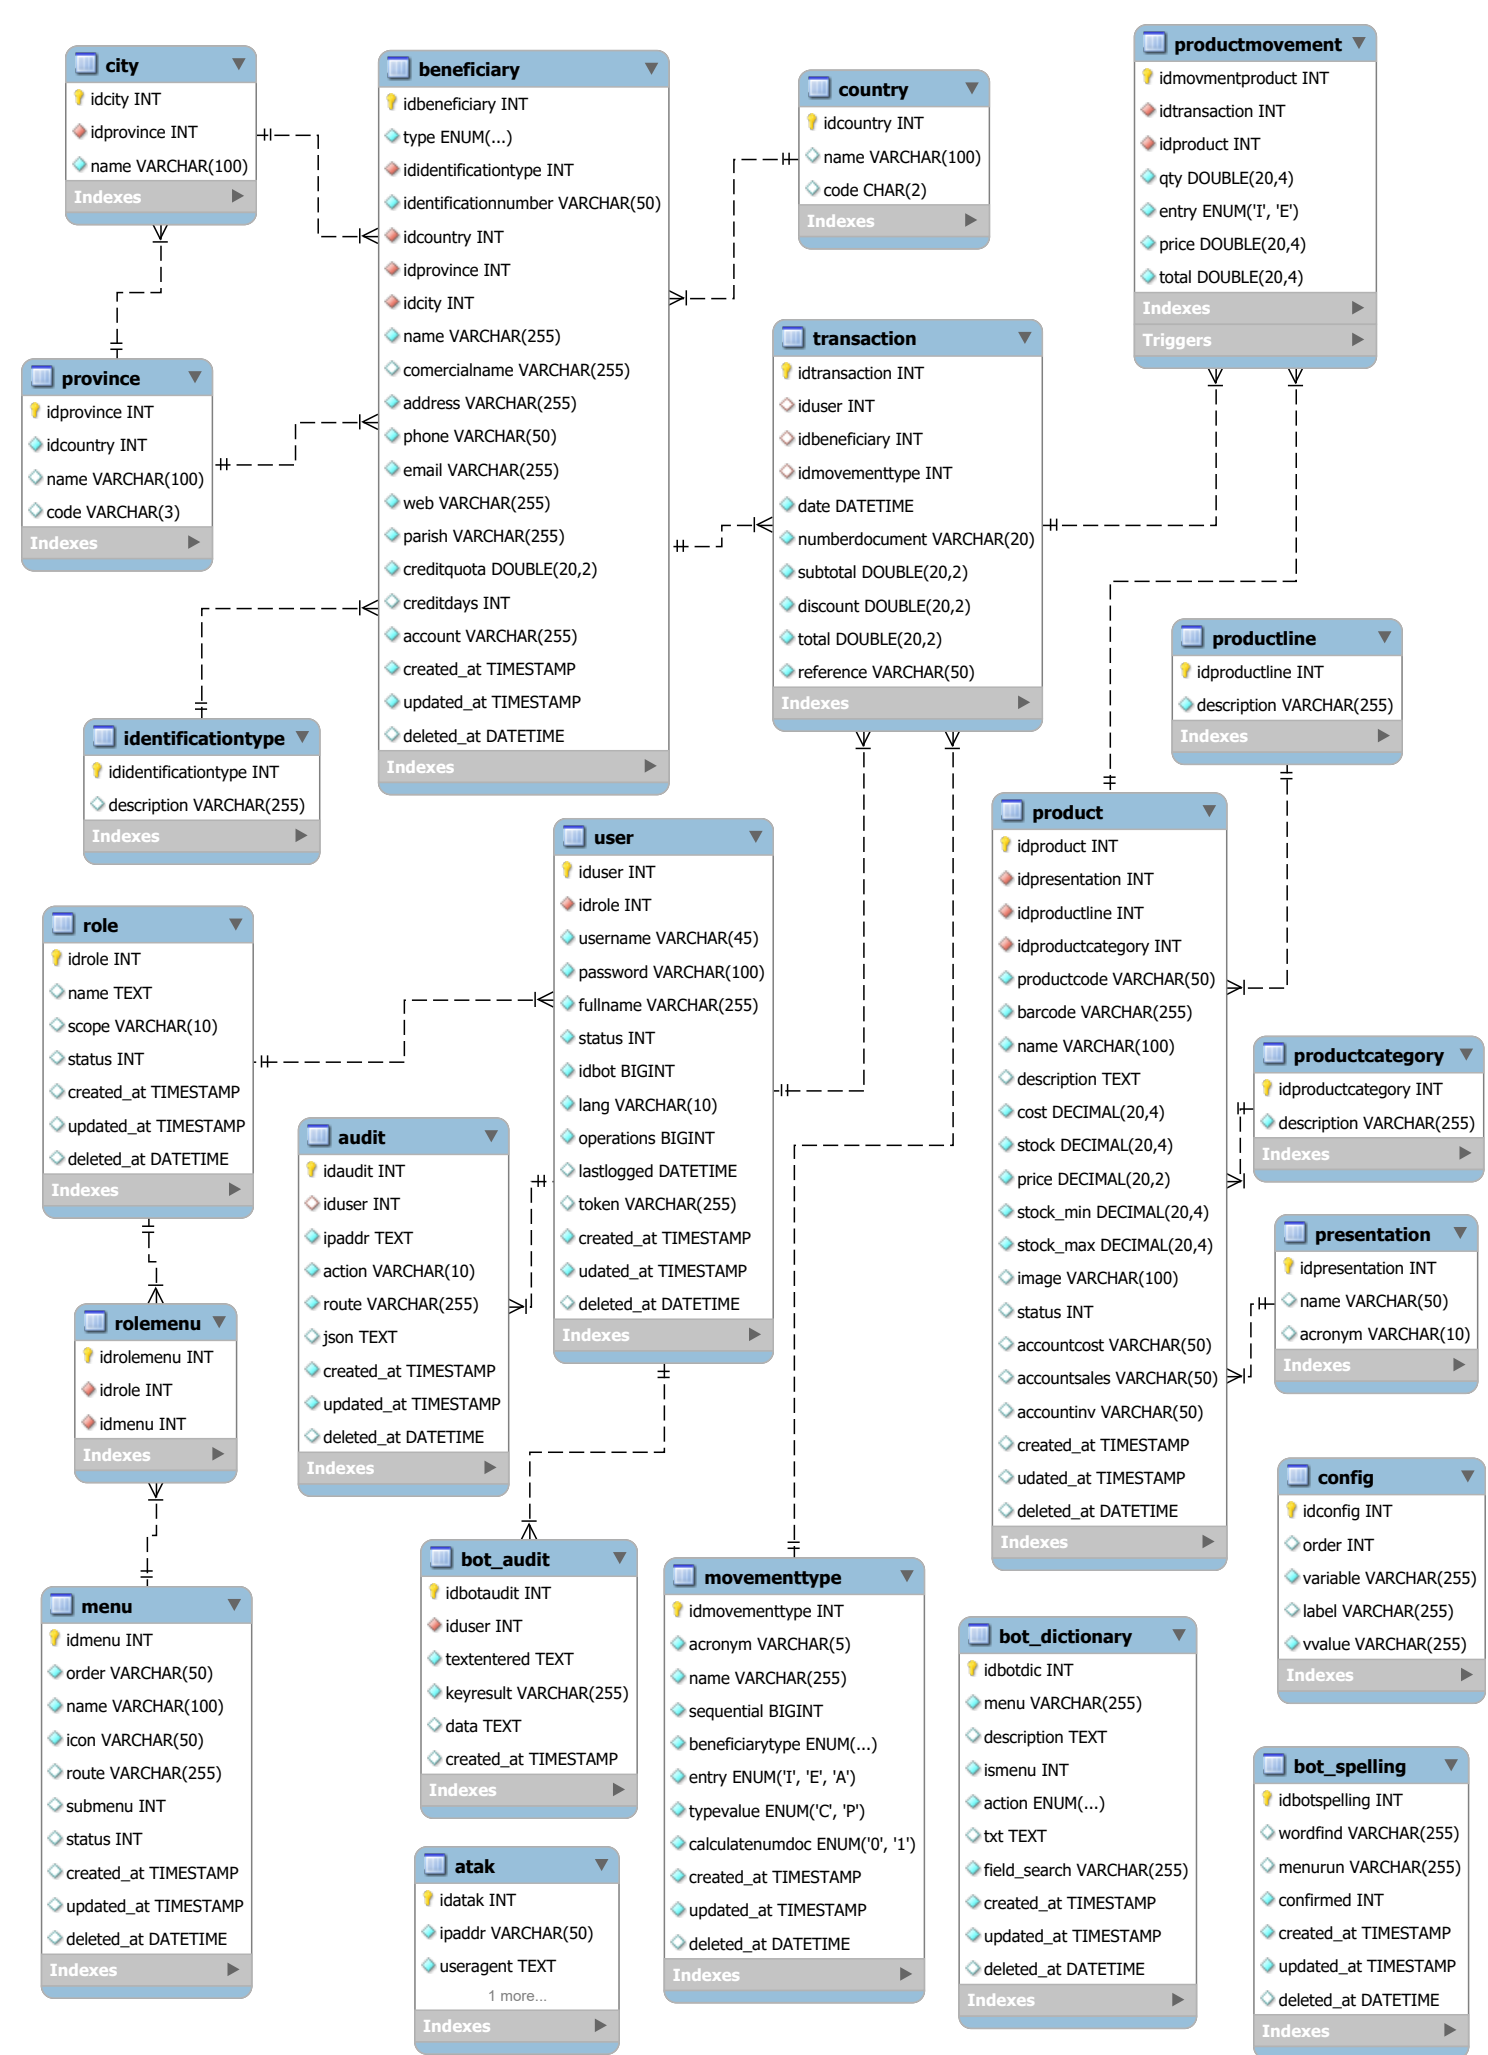 city
idcity INT
idprovince INT
name VARCHAR(100)
Indexes
beneficiary
idbeneficiary INT
type ENUM(...)
ididentificationtype INT
identificationnumber VARCHAR(50)
idcountry INT
idprovince INT
idcity INT
name VARCHAR(255)
comercialname VARCHAR(255)
address VARCHAR(255)
phone VARCHAR(50)
email VARCHAR(255)
web VARCHAR(255)
parish VARCHAR(255)
creditquota DOUBLE(20,2)
creditdays INT
account VARCHAR(255)
created_at TIMESTAMP
updated_at TIMESTAMP
deleted_at DATETIME
Indexes
country
idcountry INT
name VARCHAR(100)
code CHAR(2)
Indexes
productmovement
idmovmentproduct INT
idtransaction INT
idproduct INT
qty DOUBLE(20,4)
entry ENUM('I', 'E')
price DOUBLE(20,4)
total DOUBLE(20,4)
Indexes
Triggers
province
idprovince INT
idcountry INT
name VARCHAR(100)
code VARCHAR(3)
Indexes
transaction
idtransaction INT
iduser INT
idbeneficiary INT
idmovementtype INT
date DATETIME
numberdocument VARCHAR(20)
subtotal DOUBLE(20,2)
discount DOUBLE(20,2)
total DOUBLE(20,2)
reference VARCHAR(50)
Indexes
productline
idproductline INT
description VARCHAR(255)
Indexes
identificationtype
ididentificationtype INT
description VARCHAR(255)
Indexes
user
iduser INT
idrole INT
username VARCHAR(45)
password VARCHAR(100)
fullname VARCHAR(255)
status INT
idbot BIGINT
lang VARCHAR(10)
operations BIGINT
lastlogged DATETIME
token VARCHAR(255)
created_at TIMESTAMP
udated_at TIMESTAMP
deleted_at DATETIME
Indexes
product
idproduct INT
idpresentation INT
idproductline INT
idproductcategory INT
productcode VARCHAR(50)
barcode VARCHAR(255)
name VARCHAR(100)
description TEXT
cost DECIMAL(20,4)
stock DECIMAL(20,4)
price DECIMAL(20,2)
stock_min DECIMAL(20,4)
stock_max DECIMAL(20,4)
image VARCHAR(100)
status INT
accountcost VARCHAR(50)
accountsales VARCHAR(50)
accountinv VARCHAR(50)
created_at TIMESTAMP
udated_at TIMESTAMP
deleted_at DATETIME
Indexes
role
idrole INT
name TEXT
scope VARCHAR(10)
status INT
created_at TIMESTAMP
updated_at TIMESTAMP
deleted_at DATETIME
Indexes
productcategory
idproductcategory INT
description VARCHAR(255)
Indexes
audit
idaudit INT
iduser INT
ipaddr TEXT
action VARCHAR(10)
route VARCHAR(255)
json TEXT
created_at TIMESTAMP
updated_at TIMESTAMP
deleted_at DATETIME
Indexes
presentation
idpresentation INT
name VARCHAR(50)
acronym VARCHAR(10)
Indexes
rolemenu
idrolemenu INT
idrole INT
idmenu INT
Indexes
config
idconfig INT
order INT
variable VARCHAR(255)
label VARCHAR(255)
vvalue VARCHAR(255)
Indexes
bot_audit
idbotaudit INT
iduser INT
textentered TEXT
keyresult VARCHAR(255)
data TEXT
created_at TIMESTAMP
Indexes
movementtype
idmovementtype INT
acronym VARCHAR(5)
name VARCHAR(255)
sequential BIGINT
beneficiarytype ENUM(...)
entry ENUM('I', 'E', 'A')
typevalue ENUM('C', 'P')
calculatenumdoc ENUM('0', '1')
created_at TIMESTAMP
updated_at TIMESTAMP
deleted_at DATETIME
Indexes
menu
idmenu INT
order VARCHAR(50)
name VARCHAR(100)
icon VARCHAR(50)
route VARCHAR(255)
submenu INT
status INT
created_at TIMESTAMP
updated_at TIMESTAMP
deleted_at DATETIME
Indexes
bot_dictionary
idbotdic INT
menu VARCHAR(255)
description TEXT
ismenu INT
action ENUM(...)
txt TEXT
field_search VARCHAR(255)
created_at TIMESTAMP
updated_at TIMESTAMP
deleted_at DATETIME
Indexes
bot_spelling
idbotspelling INT
wordfind VARCHAR(255)
menurun VARCHAR(255)
confirmed INT
created_at TIMESTAMP
updated_at TIMESTAMP
deleted_at DATETIME
Indexes
atak
idatak INT
ipaddr VARCHAR(50)
useragent TEXT
1 more...
Indexes